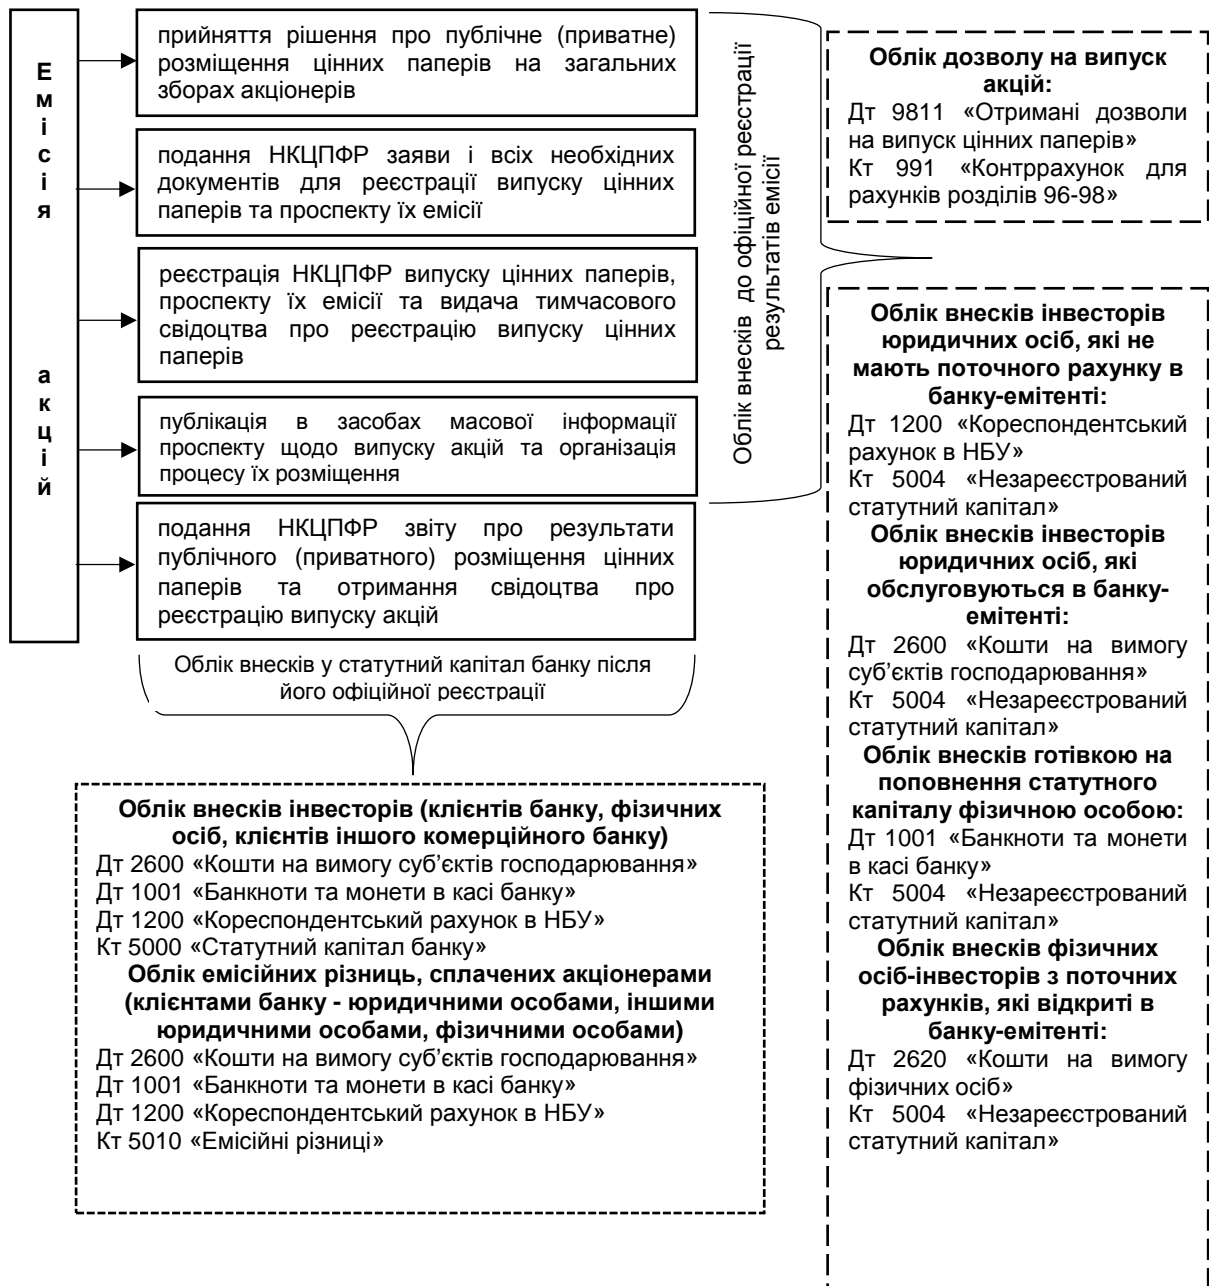 Емісія акцій
прийняття рішення про публічне (приватне)
розміщення цінних паперів на загальних
зборах акціонерів
подання НКЦПФР заяви і всіх необхідних
документів для реєстрації випуску цінних
паперів та проспекту їх емісії
реєстрація НКЦПФР випуску цінних паперів,
проспекту їх емісії та видача тимчасового
свідоцтва про реєстрацію випуску цінних
паперів
публікація в засобах масової інформації
проспекту щодо випуску акцій та організація
процесу їх розміщення
подання НКЦПФР звіту про результати
публічного (приватного) розміщення цінних
паперів та отримання свідоцтва про
реєстрацію випуску акцій
Облік внесків до офіційної реєстрації
результатів емісії
Облік дозволу на випуск
акцій:
Дт 9811 «Отримані дозволи
на випуск цінних паперів»
Кт 991 «Контррахунок для
рахунків розділів 96-98»
Облік внесків інвесторів
юридичних осіб, які не
мають поточного рахунку в
банку-емітенті:
Дт 1200 «Кореспондентський
рахунок в НБУ»
Кт 5004 «Незареєстрований
статутний капітал»
Облік внесків інвесторів
юридичних осіб, які
обслуговуються в банку-
емітенті:
Дт 2600 «Кошти на вимогу
суб’єктів господарювання»
Кт 5004 «Незареєстрований
статутний капітал»
Облік внесків готівкою на
поповнення статутного
капіталу фізичною особою:
Дт 1001 «Банкноти та монети
в касі банку»
Кт 5004 «Незареєстрований
статутний капітал»
Облік внесків фізичних
осіб-інвесторів з поточних
рахунків, які відкриті в
банку-емітенті:
Дт 2620 «Кошти на вимогу
фізичних осіб»
Кт 5004 «Незареєстрований
статутний капітал»
Облік внесків у статутний капітал банку після
його офіційної реєстрації
Облік внесків інвесторів (клієнтів банку, фізичних
осіб, клієнтів іншого комерційного банку)
Дт 2600 «Кошти на вимогу суб’єктів господарювання»
Дт 1001 «Банкноти та монети в касі банку»
Дт 1200 «Кореспондентський рахунок в НБУ»
Кт 5000 «Статутний капітал банку»
Облік емісійних різниць, сплачених акціонерами
(клієнтами банку - юридичними особами, іншими
юридичними особами, фізичними особами)
Дт 2600 «Кошти на вимогу суб’єктів господарювання»
Дт 1001 «Банкноти та монети в касі банку»
Дт 1200 «Кореспондентський рахунок в НБУ»
Кт 5010 «Емісійні різниці»